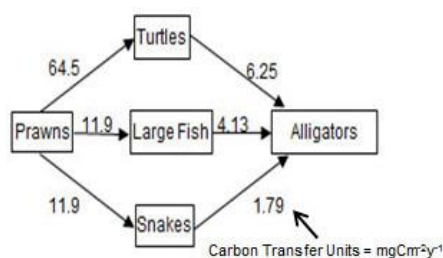 Turtles
64.5
6.25
Prawns
11.9
Large Fish
4.13
Alligators
11.9
1.79
Snakes
Carbon Transfer Units = mgCm⁻²y⁻¹